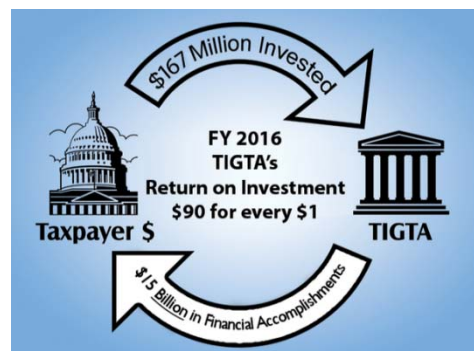 $167 Million Invested
FY 2016
TIGTA's
Return on Investment
$90 for every $1
Taxpayer $
TIGTA
$15 Billion in Financial Accomplishments